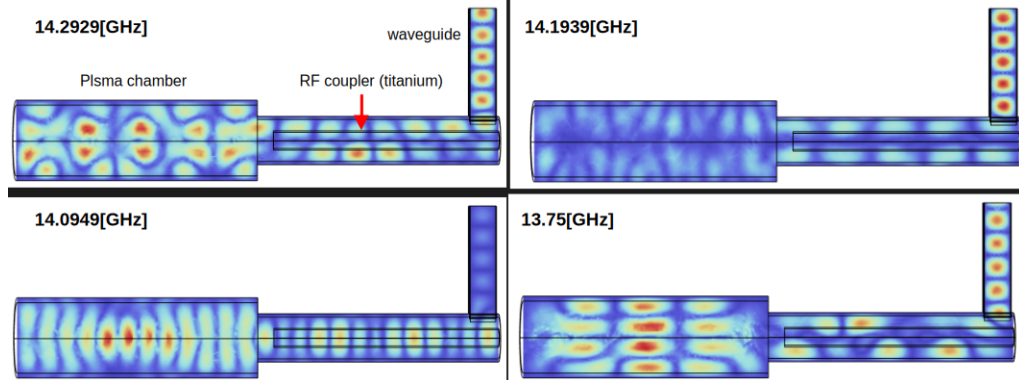 14.2929[GHz]
waveguide
Plsma chamber
RF coupler (titanium)
14.1939[GHz]
14.0949[GHz]
13.75[GHz]